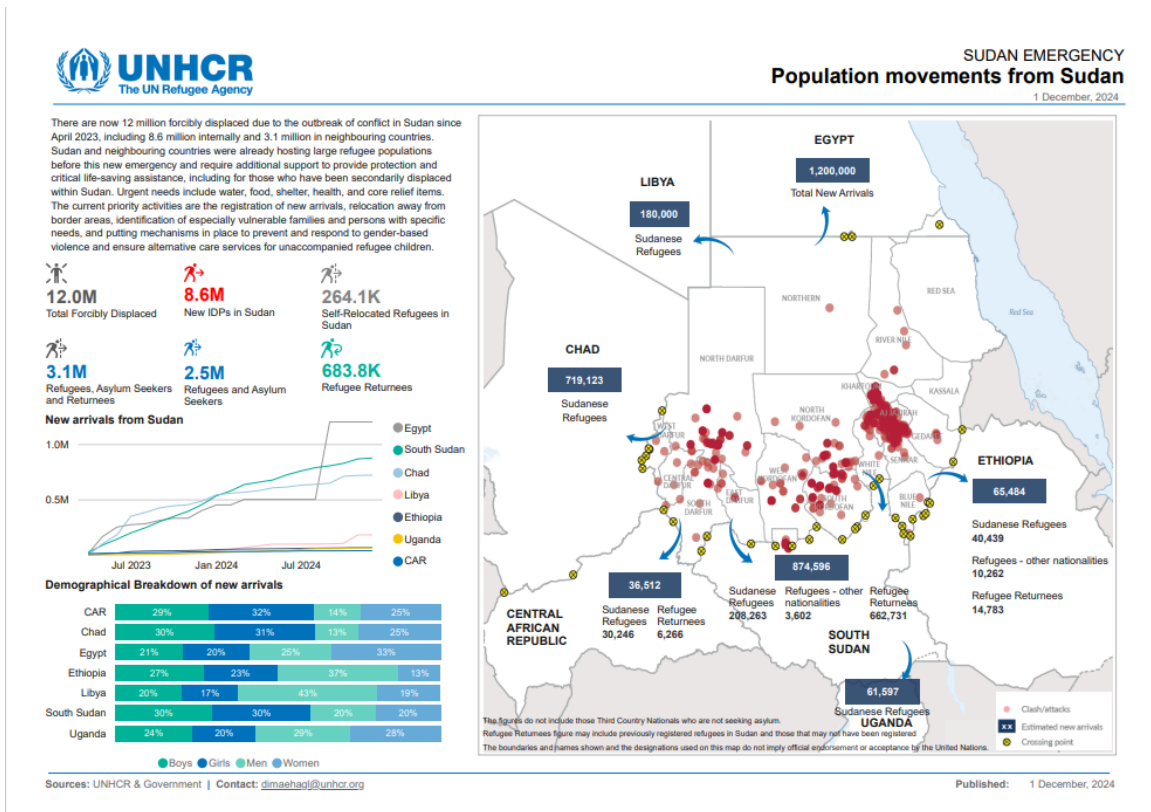 UNHCR
The UN Refugee Agency
SUDAN EMERGENCY
Population movements from Sudan
1 December, 2024
There are now 12 million forcibly displaced due to the outbreak of conflict in Sudan since
April 2023, including 8.6 million internally and 3.1 million in neighbouring countries.
Sudan and neighbouring countries were already hosting large refugee populations
before this new emergency and require additional support to provide protection and
critical life-saving assistance, including for those who have been secondarily displaced
within Sudan. Urgent needs include water, food, shelter, health, and core relief items.
The current priority activities are the registration of new arrivals, relocation away from
border areas, identification of especially vulnerable families and persons with specific
needs, and putting mechanisms in place to prevent and respond to gender-based
violence and ensure alternative care services for unaccompanied refugee children.
12.0M
Total Forcibly Displaced
8.6M
New IDPs in Sudan
264.1K
Self-Relocated Refugees in
Sudan
3.1M
Refugees, Asylum Seekers
and Returnees
2.5M
Refugees and Asylum
Seekers
683.8K
Refugee Returnees
New arrivals from Sudan
1.0M
0.5M
Jul 2023
Jan 2024
Jul 2024
Egypt
South Sudan
Chad
Libya
Ethiopia
Uganda
CAR
Demographical Breakdown of new arrivals
CAR 29% 32% 14% 25%
Chad 30% 31% 13% 25%
Egypt 21% 20% 25% 33%
Ethiopia 27% 23% 37% 13%
Libya 20% 17% 43% 19%
South Sudan 30% 30% 20% 20%
Uganda 24% 20% 29% 28%
Boys Girls Men Women
EGYPT
1,200,000
Total New Arrivals
LIBYA
180,000
Sudanese
Refugees
NORTHERN
RED SEA
Red Sea
RIVER NILE
NORTH DARFUR
CHAD
719,123
Sudanese
Refugees
KHARTOUM
KASSALA
AJ JAZIRAH
NORTH
KORDOFAN
GEDAREF
WEST
DARFUR
SENNAR
WHITE
NILE
WEST
KORDOFAN
CENTRAL
DARFUR
EAST
DARFUR
SOUTH
DARFUR
SOUTH
KORDOFAN
BLUE
NILE
ETHIOPIA
65,484
Sudanese Refugees
40,439
Refugees - other nationalities
10,262
Refugee Returnees
14,783
CENTRAL
AFRICAN
REPUBLIC
36,512
Sudanese
Refugees
30,246
Refugee
Returnees
6,266
874,596
Sudanese
Refugees
208,263
Refugees - other
nationalities
3,602
Refugee
Returnees
662,731
SOUTH
SUDAN
61,597
Sudanese Refugees
UGANDA
The figures do not include those Third Country Nationals who are not seeking asylum.
Refugee Returnees figure may include previously registered refugees in Sudan and those that may not have been registered
The boundaries and names shown and the designations used on this map do not imply official endorsement or acceptance by the United Nations.
Clash/attacks
xx Estimated new arrivals
Crossing point
Sources: UNHCR & Government | Contact: dimaehagl@unhcr.org
Published: 1 December, 2024